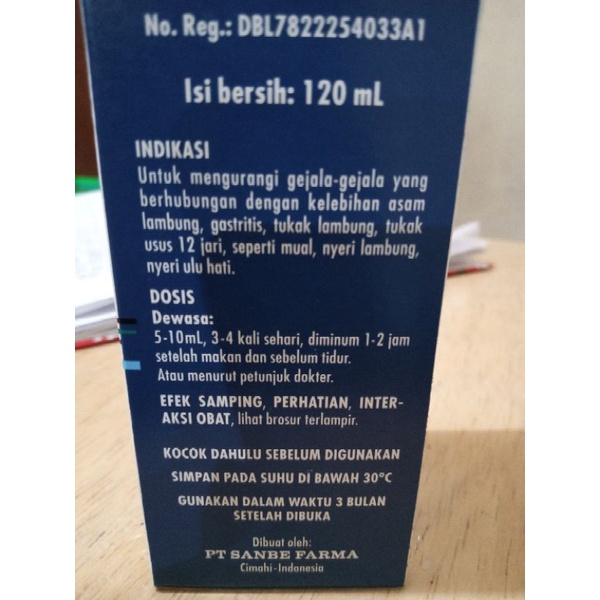 No. Reg.: DBL7822254033A1
Isi bersih: 120 mL
INDIKASI
Untuk mengurangi gejala-gejala yang
berhubungan dengan kelebihan asam
lambung, gastritis, tukak lambung, tukak
usus 12 jari, seperti mual, nyeri lambung,
nyeri ulu hati.
DOSIS
Dewasa:
5-10mL, 3-4 kali sehari, diminum 1-2 jam
setelah makan dan sebelum tidur.
Atau menurut petunjuk dokter.
EFEK SAMPING, PERHATIAN, INTER-
AKSI OBAT, lihat brosur terlampir.
KOCOK DAHULU SEBELUM DIGUNAKAN
SIMPAN PADA SUHU DI BAWAH 30°C
GUNAKAN DALAM WAKTU 3 BULAN
SETELAH DIBUKA
Dibuat oleh:
PT SANBE FARMA
Cimahi-Indonesia